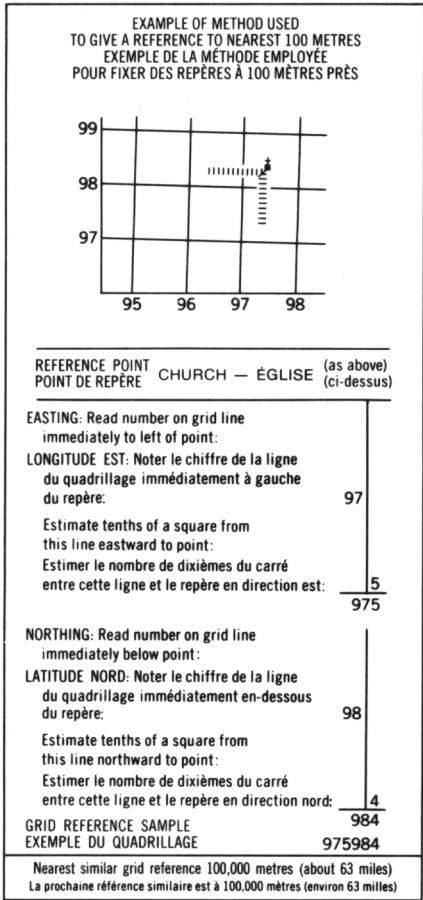 EXAMPLE OF METHOD USED
TO GIVE A REFERENCE TO NEAREST 100 METRES
EXEMPLE DE LA MÉTHODE EMPLOYÉE
POUR FIXER DES REPÈRES À 100 MÈTRES PRÈS
99
98
97
95 96 97 98
REFERENCE POINT
POINT DE REPÈRE CHURCH — ÉGLISE (as above)
(ci-dessus)
EASTING: Read number on grid line
immediately to left of point:
LONGITUDE EST: Noter le chiffre de la ligne
du quadrillage immédiatement à gauche
du repère: 97
Estimate tenths of a square from
this line eastward to point:
Estimer le nombre de dixièmes du carré
entre cette ligne et le repère en direction est: 5
975
NORTHING: Read number on grid line
immediately below point:
LATITUDE NORD: Noter le chiffre de la ligne
du quadrillage immédiatement en-dessous
du repère: 98
Estimate tenths of a square from
this line northward to point:
Estimer le nombre de dixièmes du carré
entre cette ligne et le repère en direction nord: 4
984
GRID REFERENCE SAMPLE
EXEMPLE DU QUADRILLAGE 975984
Nearest similar grid reference 100,000 metres (about 63 miles)
La prochaine référence similaire est à 100,000 mètres (environ 63 milles)